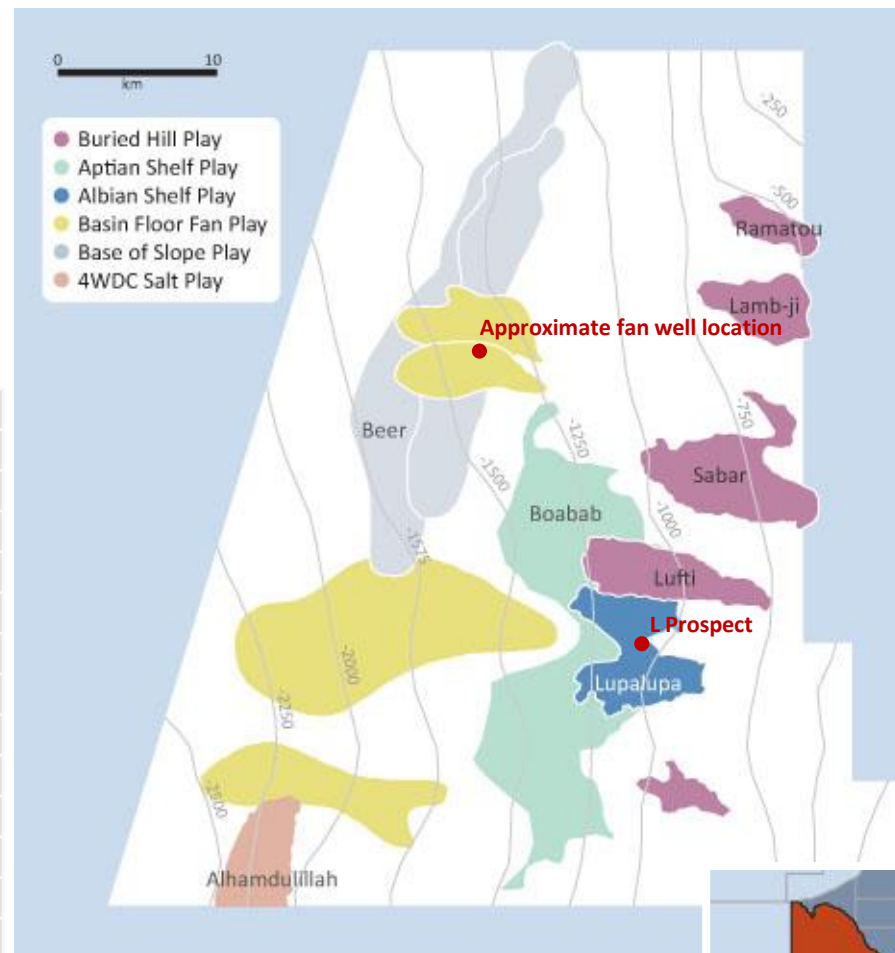 0 10
km
Buried Hill Play
Aptian Shelf Play
Albian Shelf Play
Basin Floor Fan Play
Base of Slope Play
4WDC Salt Play
-250
-500
Ramatou
Lamb-ji
Approximate fan well location
-750
Beer
-1250
-1500
Sabar
Boabab
-1000
-1575
Lufti
L Prospect
-2000
Lupalupa
-2250
-2500
Alhamdulillah